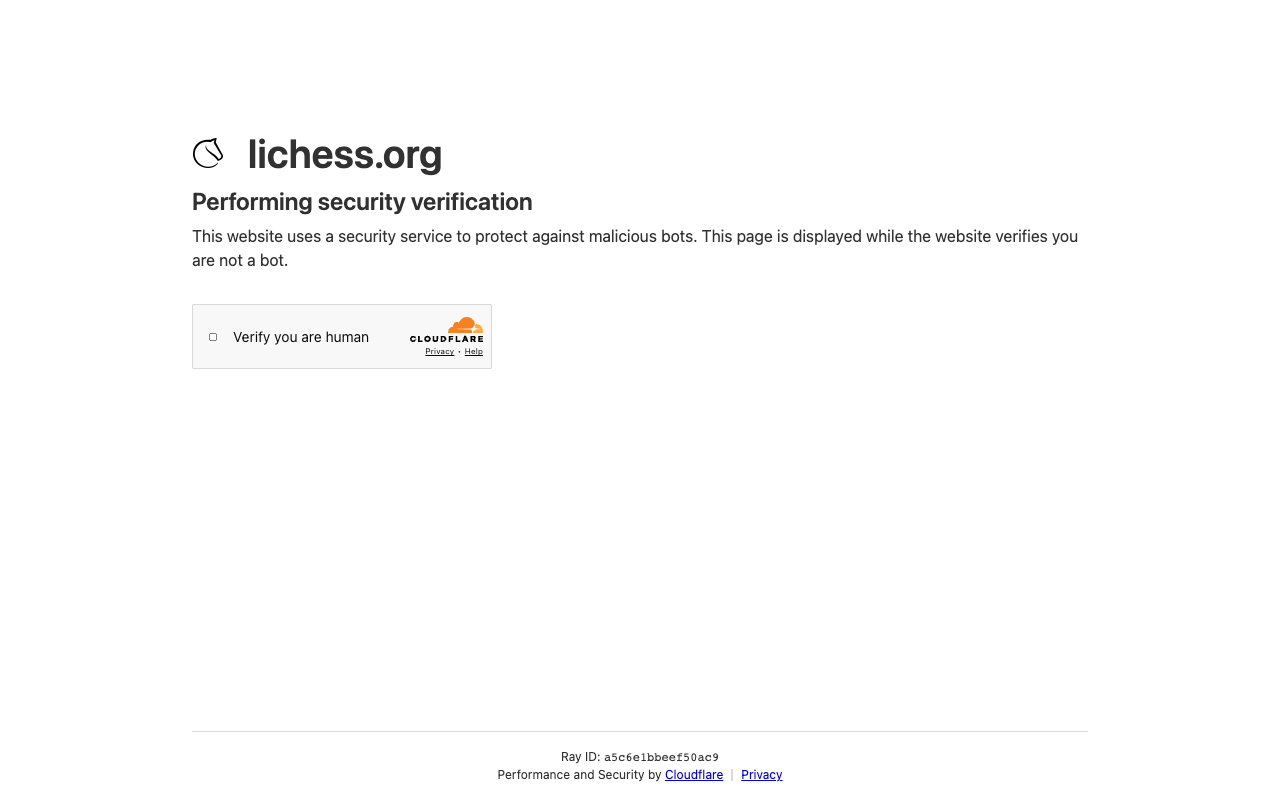 lichess.org
Performing security verification
This website uses a security service to protect against malicious bots. This page is displayed while the website verifies you
are not a bot.
Verify you are human
CLOUDFLARE
Privacy • Help
Ray ID: a5c6e1bbeef50ac9
Performance and Security by Cloudflare | Privacy